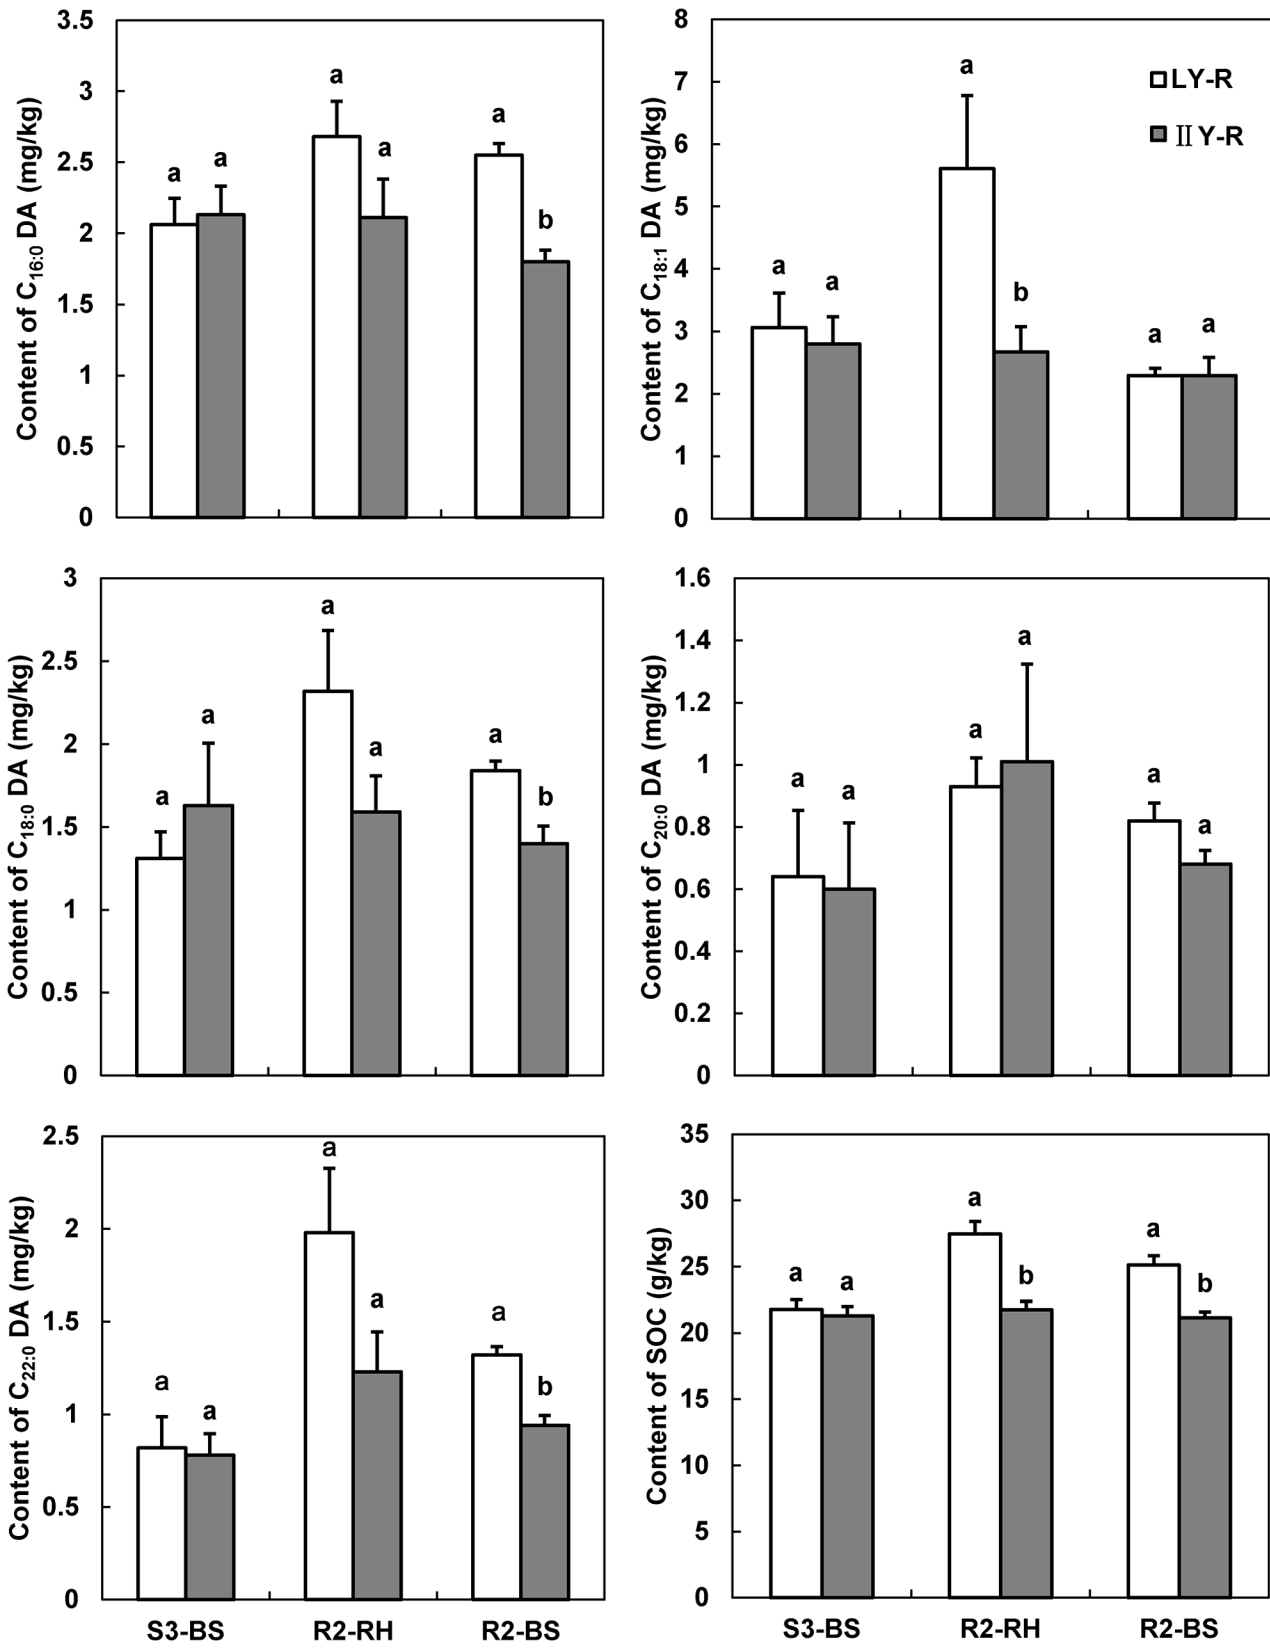 Content of C16:0 DA (mg/kg)
3.5
3
2.5
2
1.5
1
0.5
0
a
a
a
a
a
b
Content of C18:1 DA (mg/kg)
8
7
6
5
4
3
2
1
0
a
a
a
b
a
a
LY-R
ⅡY-R
Content of C18:0 DA (mg/kg)
3
2.5
2
1.5
1
0.5
0
a
a
a
a
a
b
Content of C20:0 DA (mg/kg)
1.6
1.4
1.2
1
0.8
0.6
0.4
0.2
0
a
a
a
a
a
a
Content of C22:0 DA (mg/kg)
2.5
2
1.5
1
0.5
0
a
a
a
a
a
b
S3-BS R2-RH R2-BS
Content of SOC (g/kg)
35
30
25
20
15
10
5
0
a
a
a
b
a
b
S3-BS R2-RH R2-BS